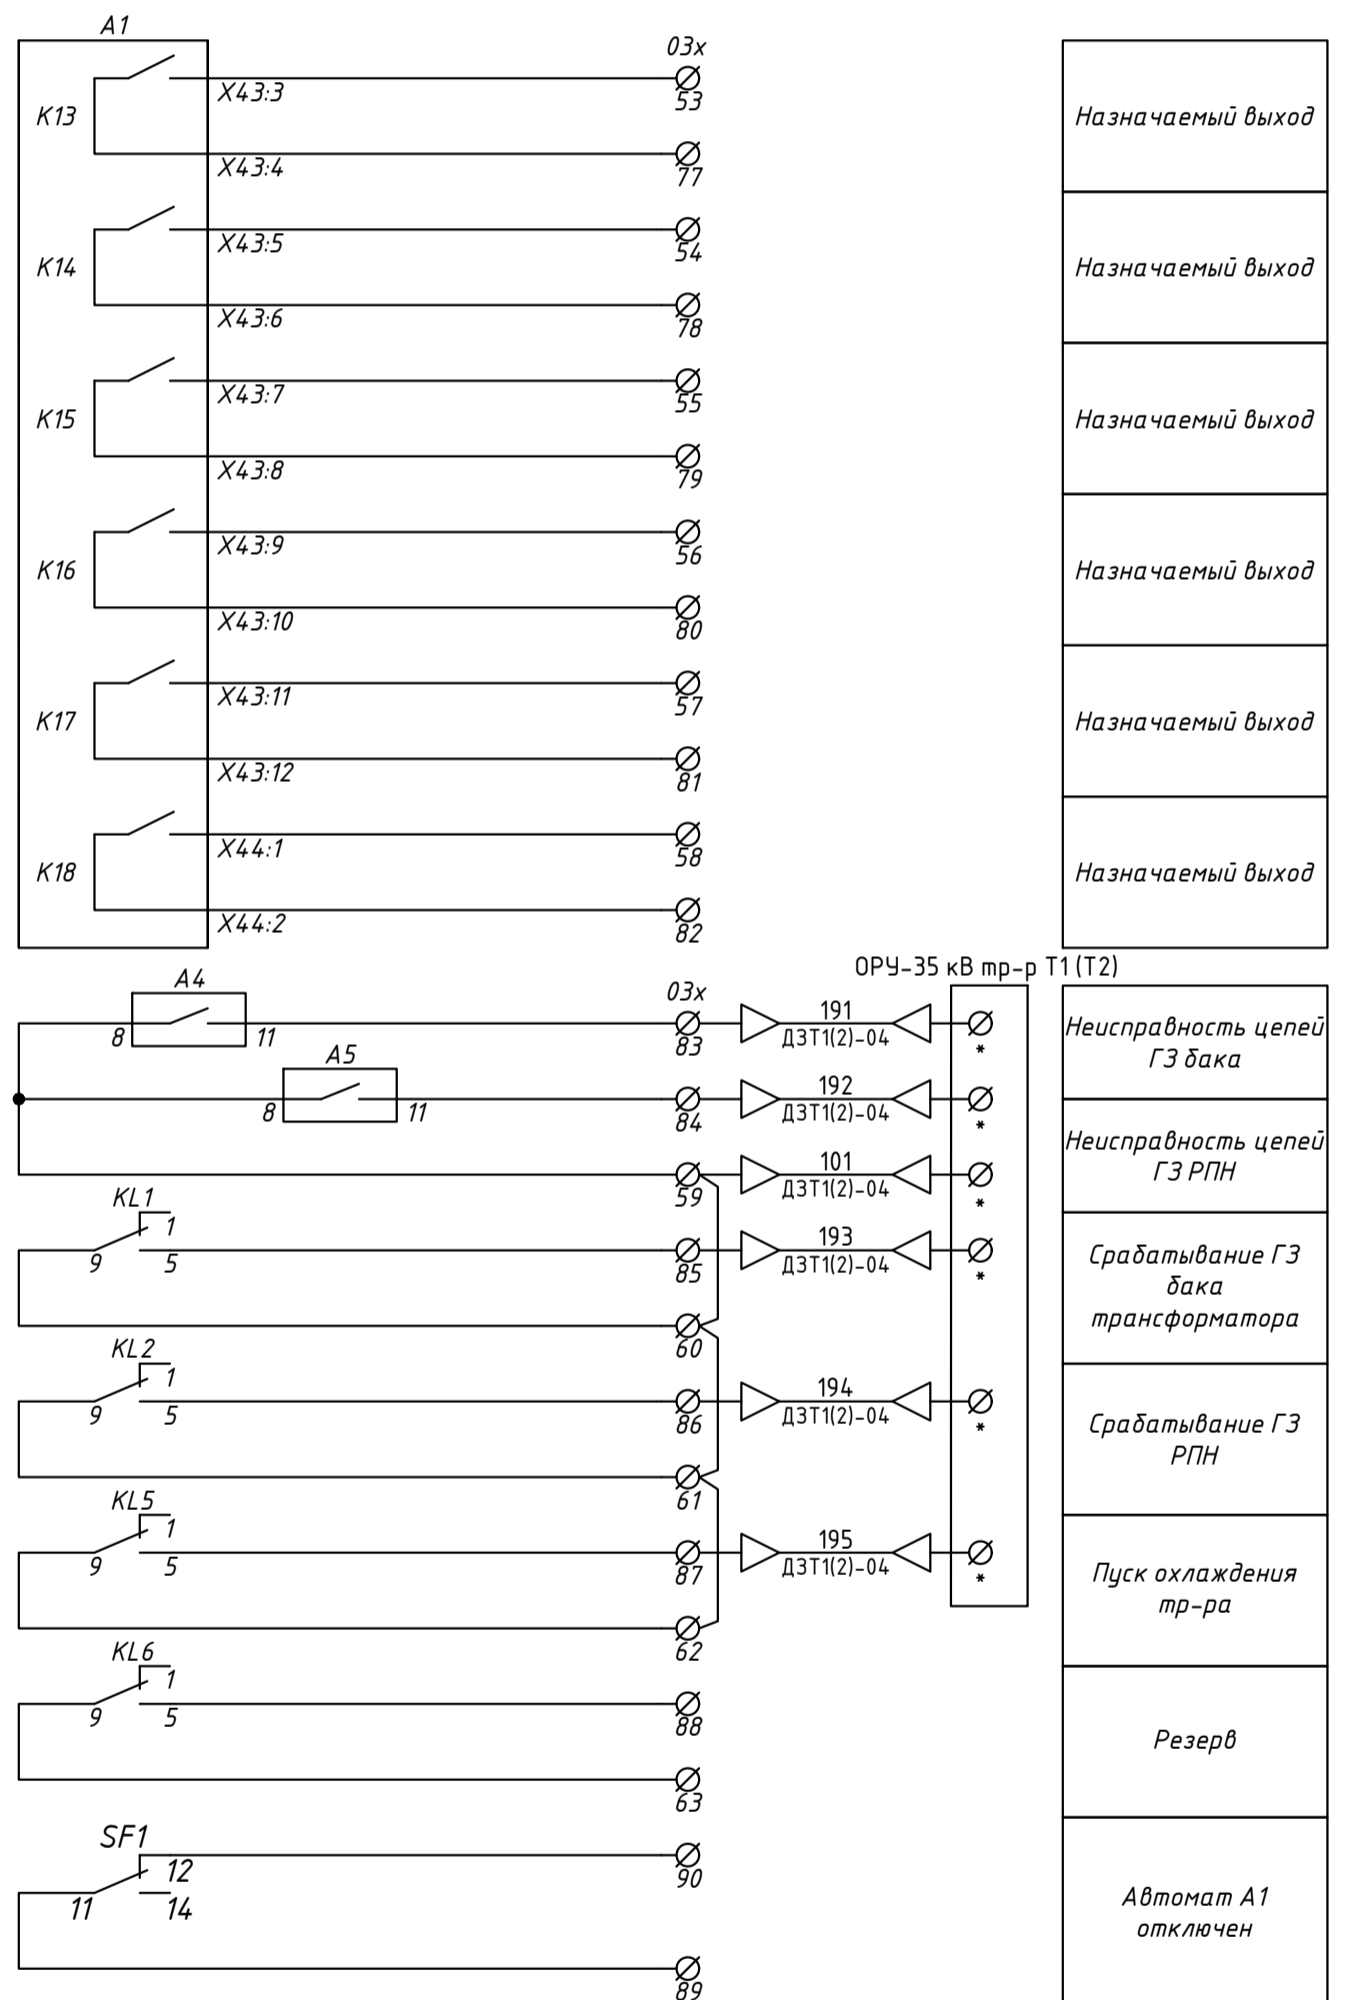 A1
03х
K13
X43:3
53
X43:4
77
Назначаемый выход
K14
X43:5
54
X43:6
78
Назначаемый выход
K15
X43:7
55
X43:8
79
Назначаемый выход
K16
X43:9
56
X43:10
80
Назначаемый выход
K17
X43:11
57
X43:12
81
Назначаемый выход
K18
X44:1
58
X44:2
82
Назначаемый выход
ОРУ-35 кВ тр-р Т1 (Т2)
A4
03х
8
11
83
191
ДЗТ1(2)-04
*
Неисправность цепей
ГЗ бака
A5
8
11
84
192
ДЗТ1(2)-04
*
Неисправность цепей
ГЗ РПН
59
101
ДЗТ1(2)-04
*
KL1
1
9
5
85
193
ДЗТ1(2)-04
*
60
Срабатывание ГЗ
бака
трансформатора
KL2
1
9
5
86
194
ДЗТ1(2)-04
*
61
Срабатывание ГЗ
РПН
KL5
1
9
5
87
195
ДЗТ1(2)-04
*
62
Пуск охлаждения
тр-ра
KL6
1
9
5
88
63
Резерв
SF1
12
11
14
90
89
Автомат А1
отключен